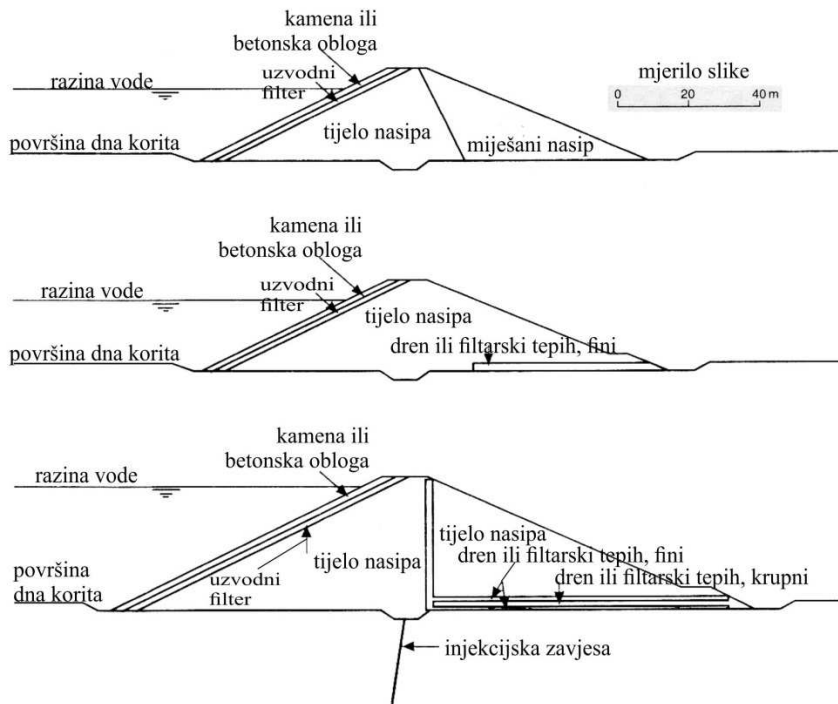 kamena ili
betonska obloga
uzvodni
filter
razina vode
mjerilo slike
0 20 40 m
tijelo nasipa
površina dna korita
miješani nasip
kamena ili
betonska obloga
uzvodni
filter
razina vode
tijelo nasipa
dren ili filtarski tepih, fini
površina dna korita
kamena ili
betonska obloga
razina vode
tijelo nasipa
tijelo nasipa
dren ili filtarski tepih, fini
dren ili filtarski tepih, krupni
površina
dna korita
uzvodni
filter
injekcijska zavjesa